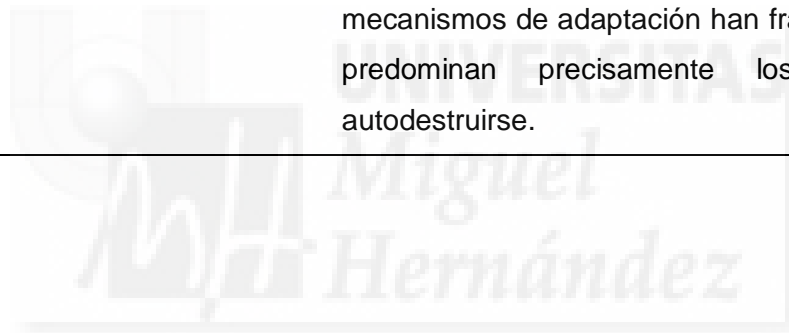 mecanismos de adaptación han
predominan precisamente los
autodestruirse.
UNIVERSITAS
Miguel
Hernández